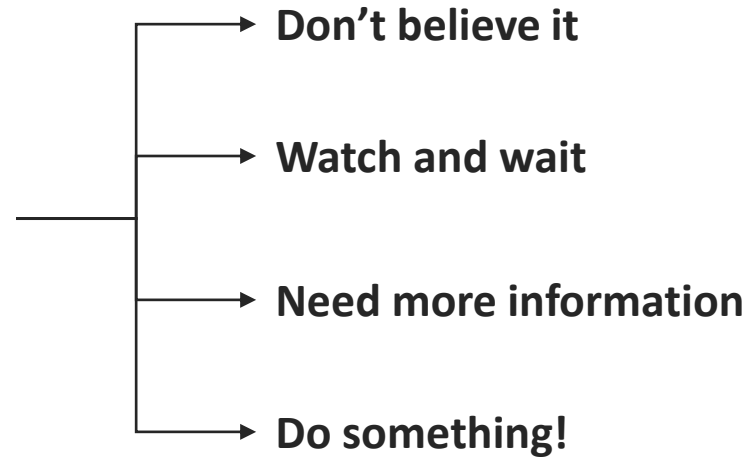 Don’t believe it
Watch and wait
Need more information
Do something!